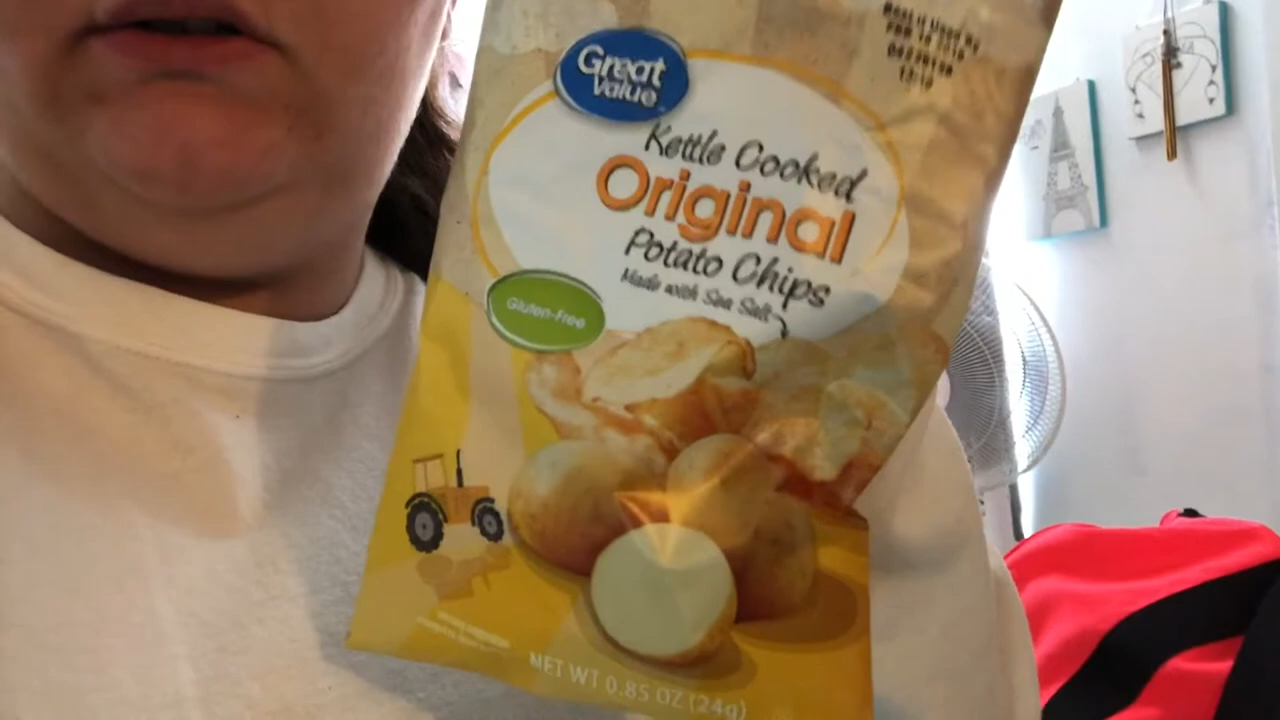 Great
Value
Kettle Cooked
Original
Potato Chips
Made with Sea Salt
Gluten-Free
NET WT 0.85 OZ (24g)